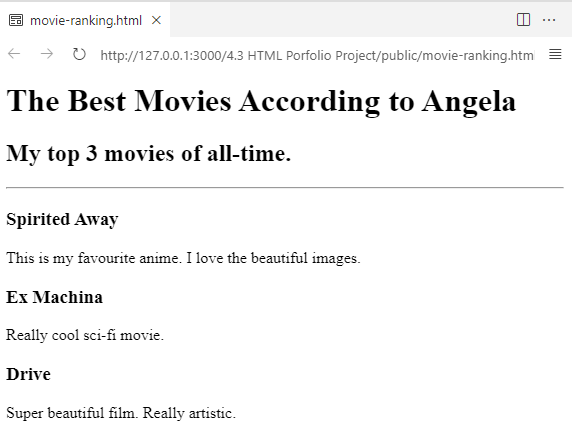 movie-ranking.html
http://127.0.0.1:3000/4.3 HTML Porfolio Project/public/movie-ranking.html
The Best Movies According to Angela
My top 3 movies of all-time.
Spirited Away
This is my favourite anime. I love the beautiful images.
Ex Machina
Really cool sci-fi movie.
Drive
Super beautiful film. Really artistic.